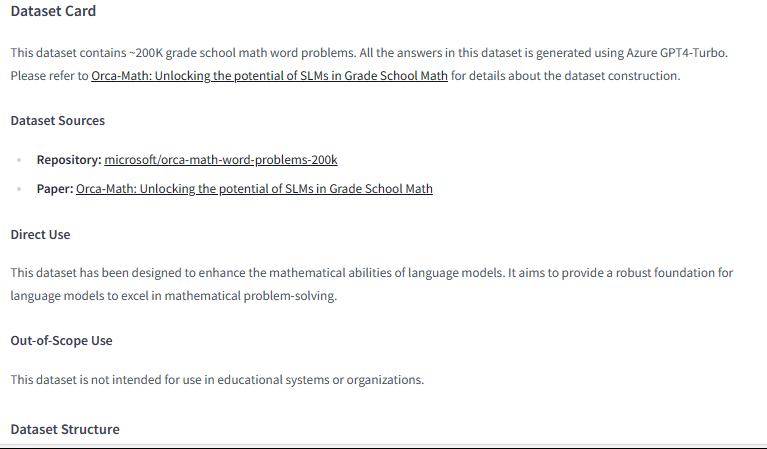 Dataset Card
This dataset contains ~200K grade school math word problems. All the answers in this dataset is generated using Azure GPT4-Turbo.
Please refer to Orca-Math: Unlocking the potential of SLMs in Grade School Math for details about the dataset construction.
Dataset Sources
• Repository: microsoft/orca-math-word-problems-200k
• Paper: Orca-Math: Unlocking the potential of SLMs in Grade School Math
Direct Use
This dataset has been designed to enhance the mathematical abilities of language models. It aims to provide a robust foundation for
language models to excel in mathematical problem-solving.
Out-of-Scope Use
This dataset is not intended for use in educational systems or organizations.
Dataset Structure